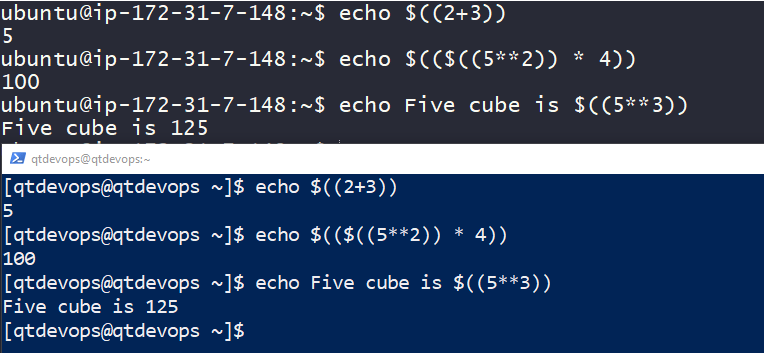 ubuntu@ip-172-31-7-148:~$ echo $((2+3))
5
ubuntu@ip-172-31-7-148:~$ echo $(($((5**2)) * 4))
100
ubuntu@ip-172-31-7-148:~$ echo Five cube is $((5**3))
Five cube is 125
qtdevops@qtdevops:~
[qtdevops@qtdevops ~]$ echo $((2+3))
5
[qtdevops@qtdevops ~]$ echo $(($((5**2)) * 4))
100
[qtdevops@qtdevops ~]$ echo Five cube is $((5**3))
Five cube is 125
[qtdevops@qtdevops ~]$